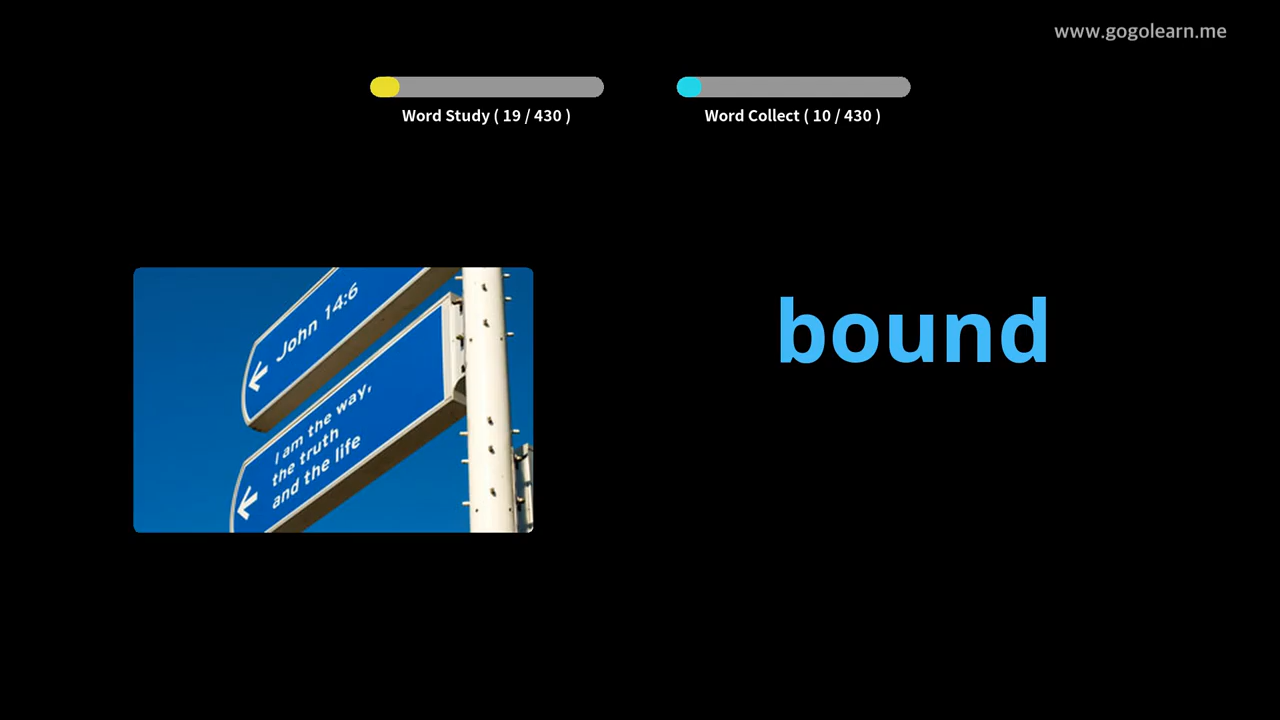 www.gogolearn.me
Word Study ( 19 / 430 )
Word Collect ( 10 / 430 )
John 14:6
I am the way,
the truth
and the life
bound